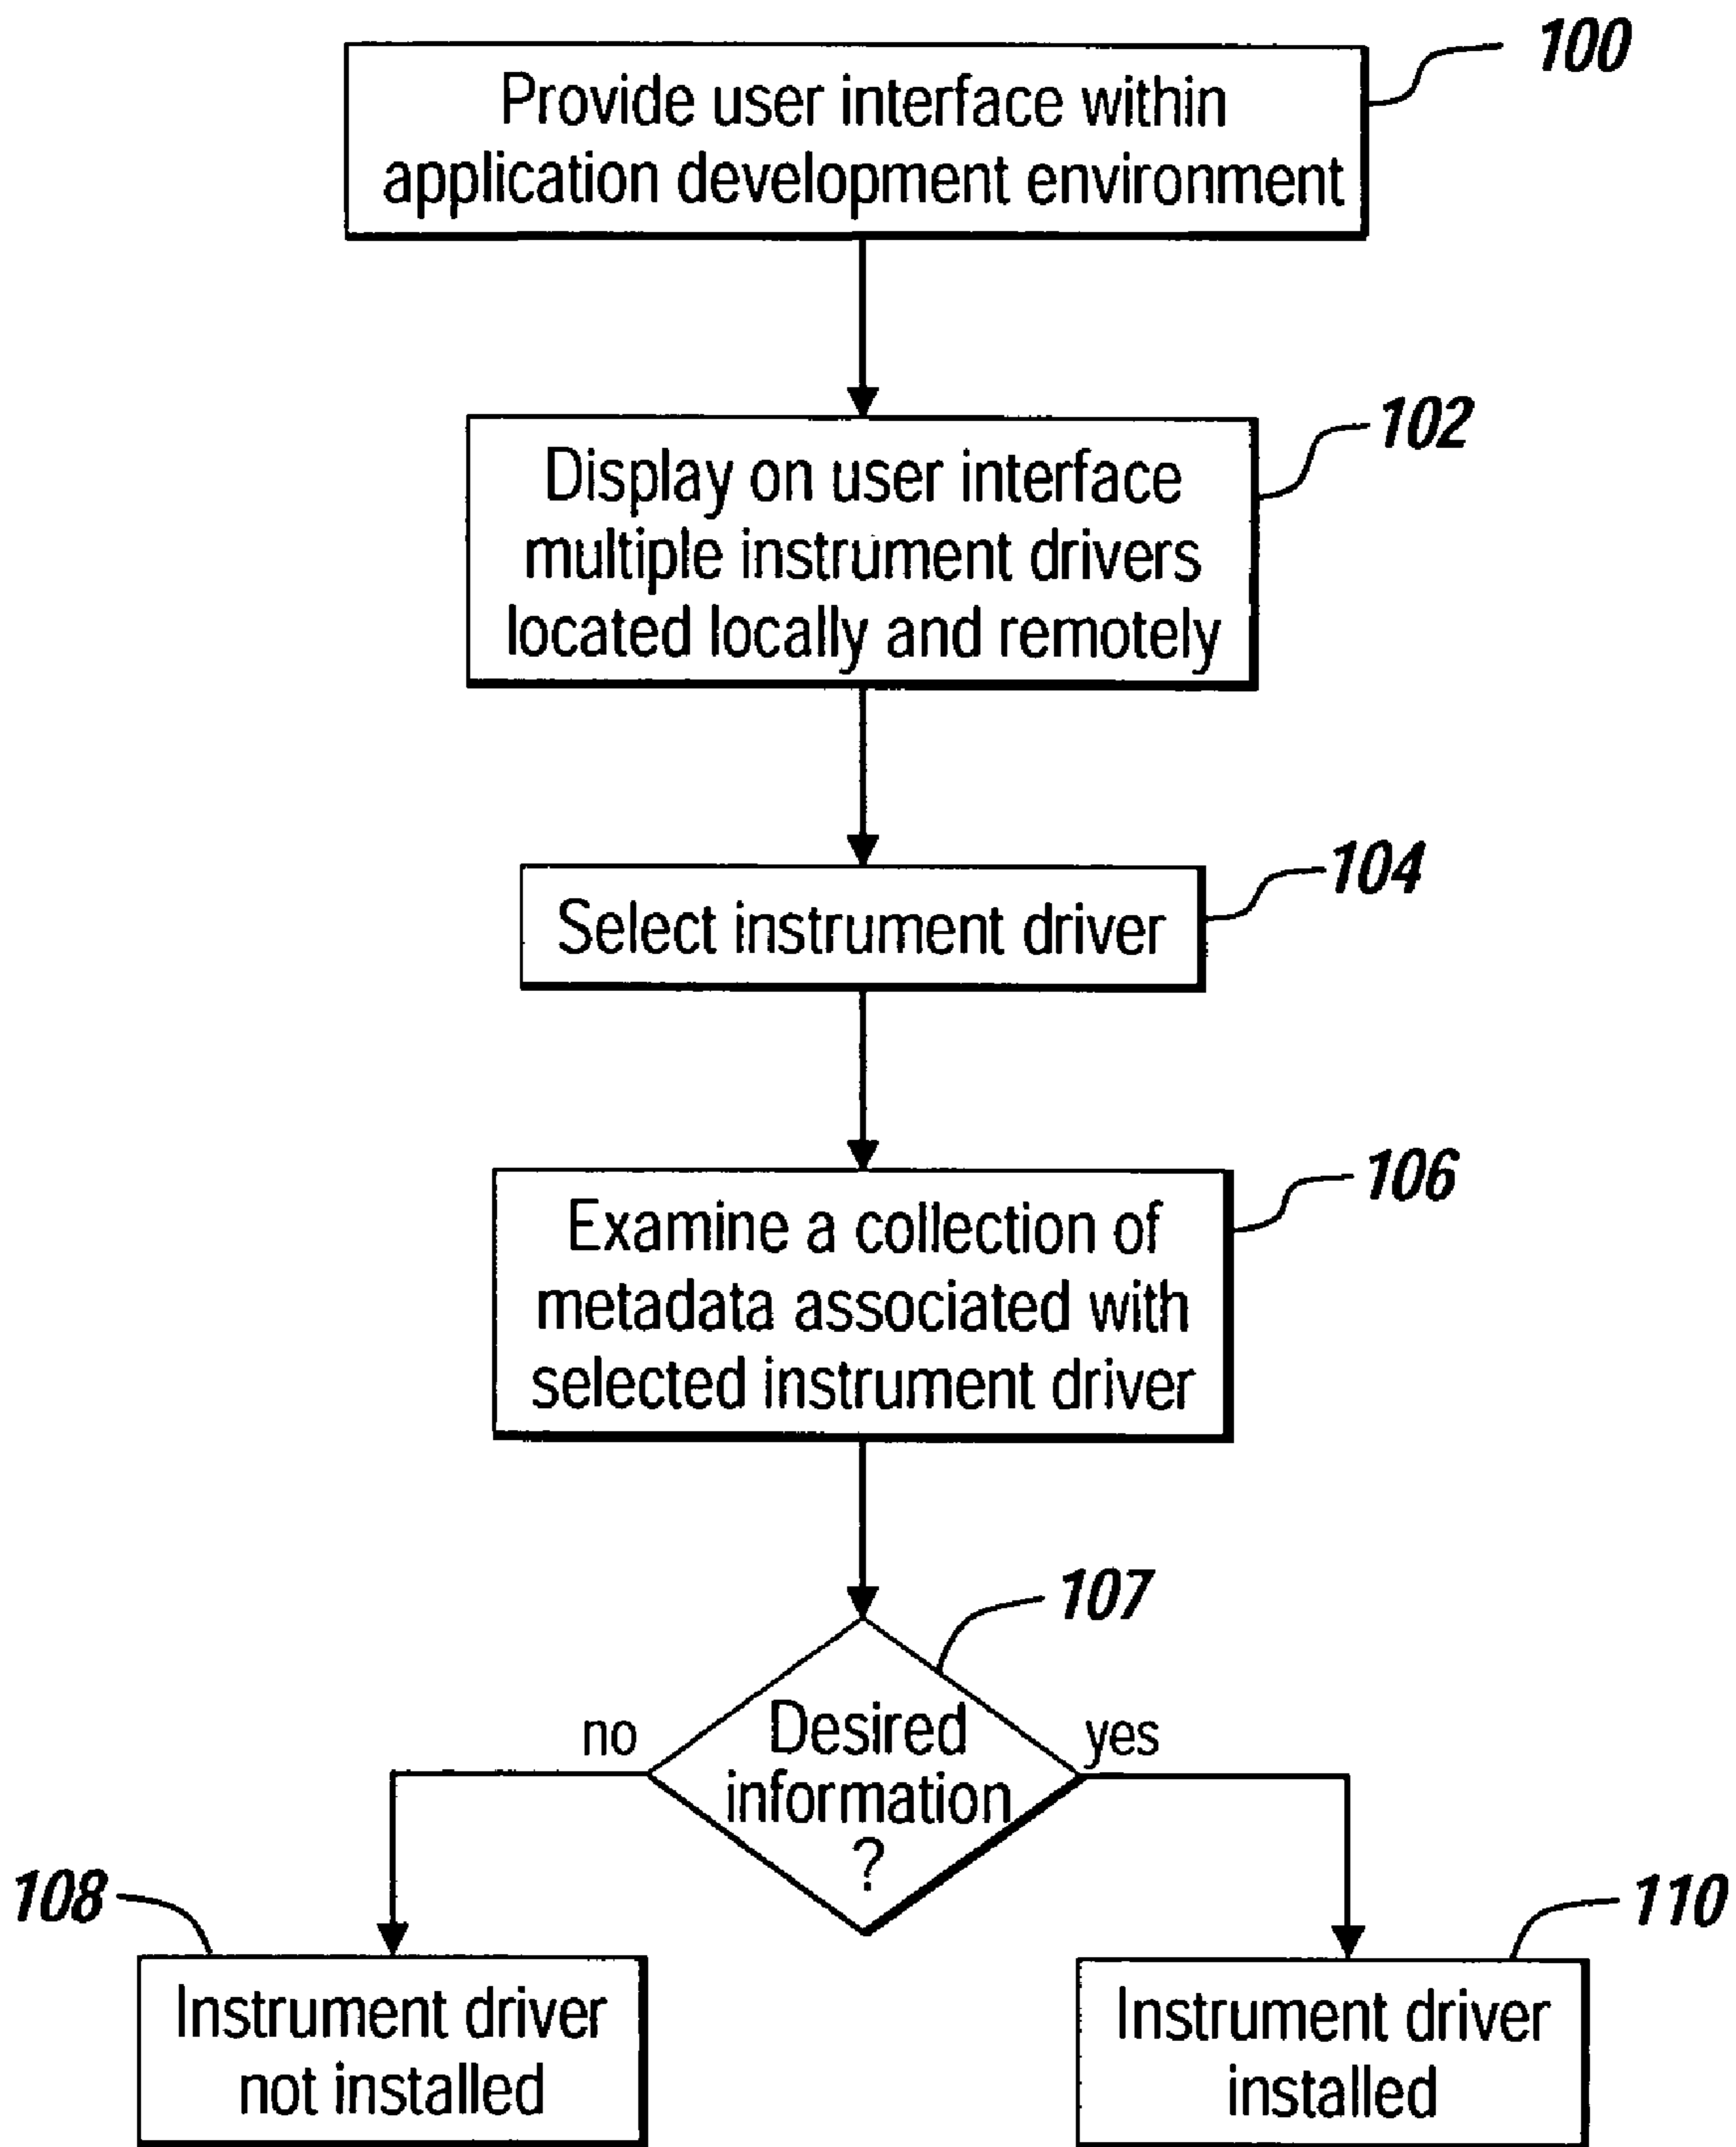 100
Provide user interface within
application development environment
102
Display on user interface
multiple instrument drivers
located locally and remotely
104
Select instrument driver
106
Examine a collection of
metadata associated with
selected instrument driver
107
no
Desired
information
?
yes
108
Instrument driver
not installed
110
Instrument driver
installed